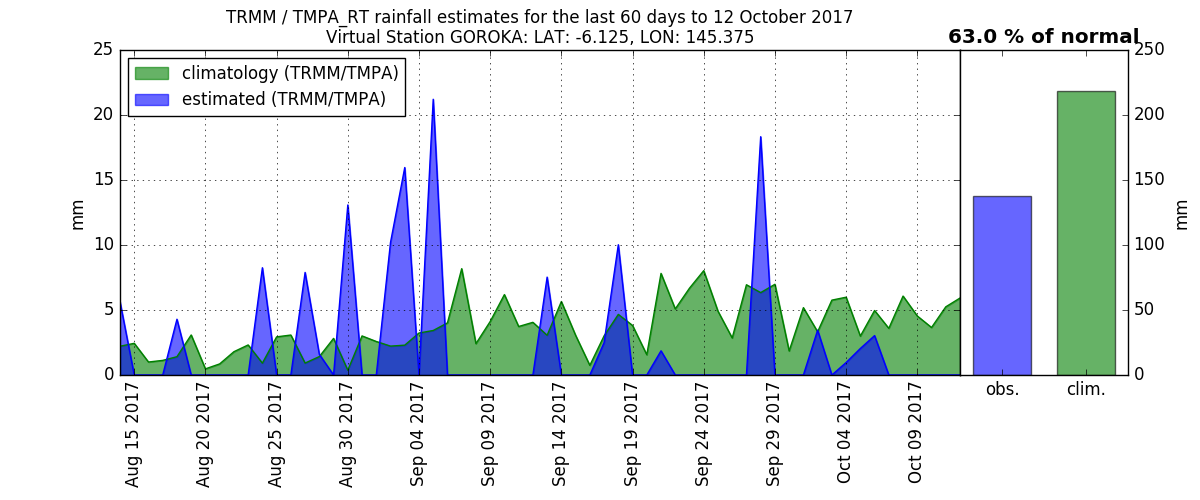 TRMM / TMPA_RT rainfall estimates for the last 60 days to 12 October 2017
Virtual Station GOROKA: LAT: -6.125, LON: 145.375
63.0 % of normal
climatology (TRMM/TMPA)
estimated (TRMM/TMPA)
25
20
15
10
5
0
mm
Aug 15 2017
Aug 20 2017
Aug 25 2017
Aug 30 2017
Sep 04 2017
Sep 09 2017
Sep 14 2017
Sep 19 2017
Sep 24 2017
Sep 29 2017
Oct 04 2017
Oct 09 2017
250
200
150
100
50
0
mm
obs.
clim.